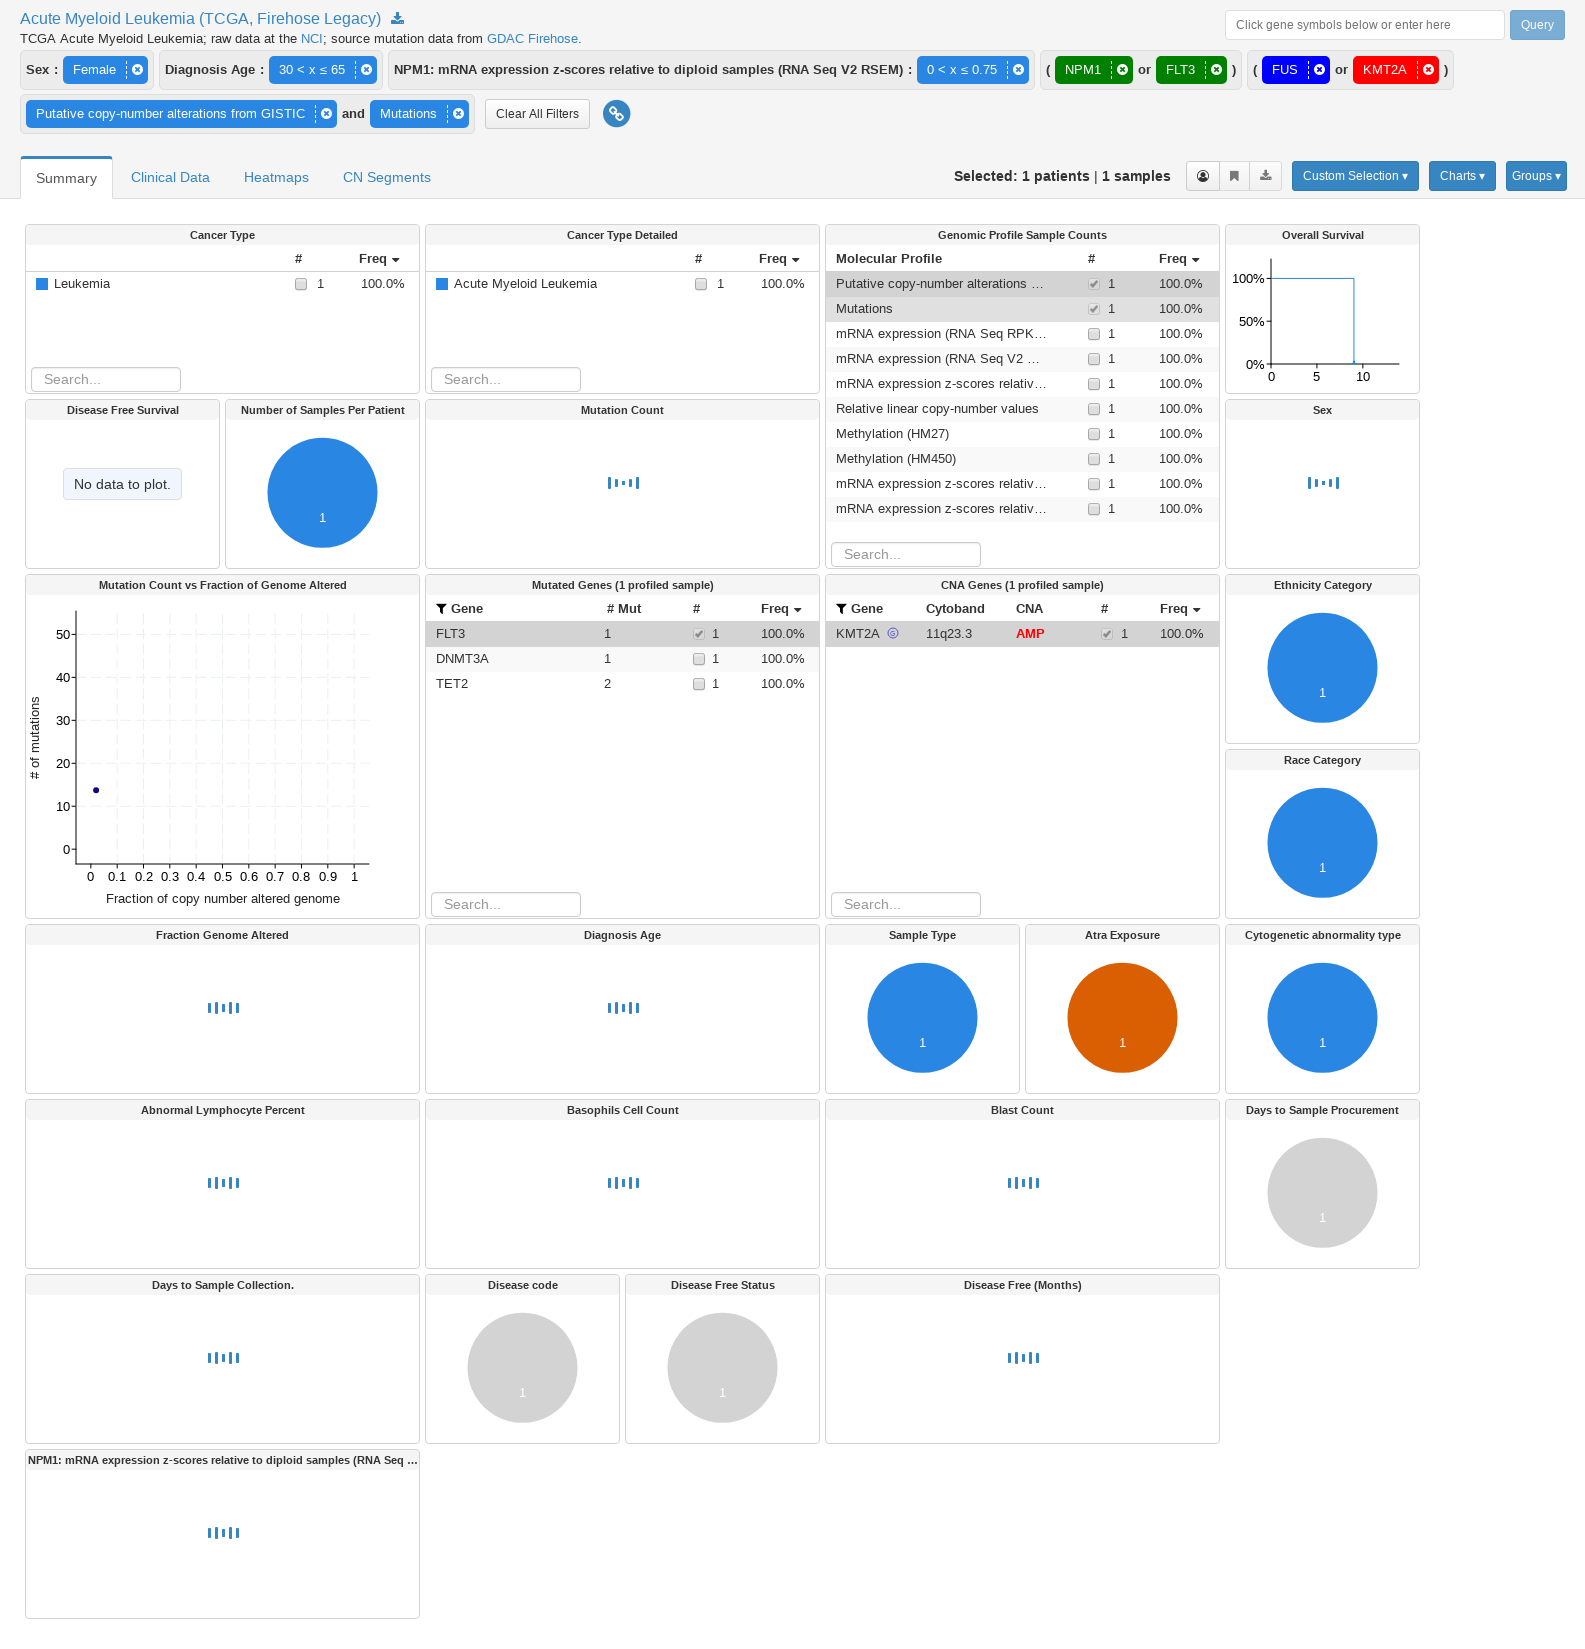 Acute Myeloid Leukemia (TCGA, Firehose Legacy)
Click gene symbols below or enter here
Query
TCGA Acute Myeloid Leukemia; raw data at the NCI; source mutation data from GDAC Firehose.
Sex : Female Diagnosis Age : 30 < x ≤ 65 NPM1: mRNA expression z-scores relative to diploid samples (RNA Seq V2 RSEM) : 0 < x ≤ 0.75 ( NPM1 or FLT3 ) ( FUS or KMT2A )
Putative copy-number alterations from GISTIC and Mutations Clear All Filters
Summary Clinical Data Heatmaps CN Segments
Selected: 1 patients | 1 samples
Custom Selection ▾ Charts ▾ Groups ▾
Cancer Type
# Freq
Leukemia 1 100.0%
Search...
Cancer Type Detailed
# Freq
Acute Myeloid Leukemia 1 100.0%
Search...
Genomic Profile Sample Counts
Molecular Profile # Freq
Putative copy-number alterations … 1 100.0%
Mutations 1 100.0%
mRNA expression (RNA Seq RPK… 1 100.0%
mRNA expression (RNA Seq V2 … 1 100.0%
mRNA expression z-scores relativ… 1 100.0%
Relative linear copy-number values 1 100.0%
Methylation (HM27) 1 100.0%
Methylation (HM450) 1 100.0%
mRNA expression z-scores relativ… 1 100.0%
mRNA expression z-scores relativ… 1 100.0%
Search...
Overall Survival
100%
50%
0%
0 5 10
Disease Free Survival
No data to plot.
Number of Samples Per Patient
1
Mutation Count
Sex
Mutation Count vs Fraction of Genome Altered
# of mutations
50
40
30
20
10
0
0 0.1 0.2 0.3 0.4 0.5 0.6 0.7 0.8 0.9 1
Fraction of copy number altered genome
Mutated Genes (1 profiled sample)
Gene # Mut # Freq
FLT3 1 1 100.0%
DNMT3A 1 1 100.0%
TET2 2 1 100.0%
Search...
CNA Genes (1 profiled sample)
Gene Cytoband CNA # Freq
KMT2A G 11q23.3 AMP 1 100.0%
Search...
Ethnicity Category
1
Race Category
1
Fraction Genome Altered
Diagnosis Age
Sample Type
1
Atra Exposure
1
Cytogenetic abnormality type
1
Abnormal Lymphocyte Percent
Basophils Cell Count
Blast Count
Days to Sample Procurement
1
Days to Sample Collection.
Disease code
1
Disease Free Status
1
Disease Free (Months)
NPM1: mRNA expression z-scores relative to diploid samples (RNA Seq …